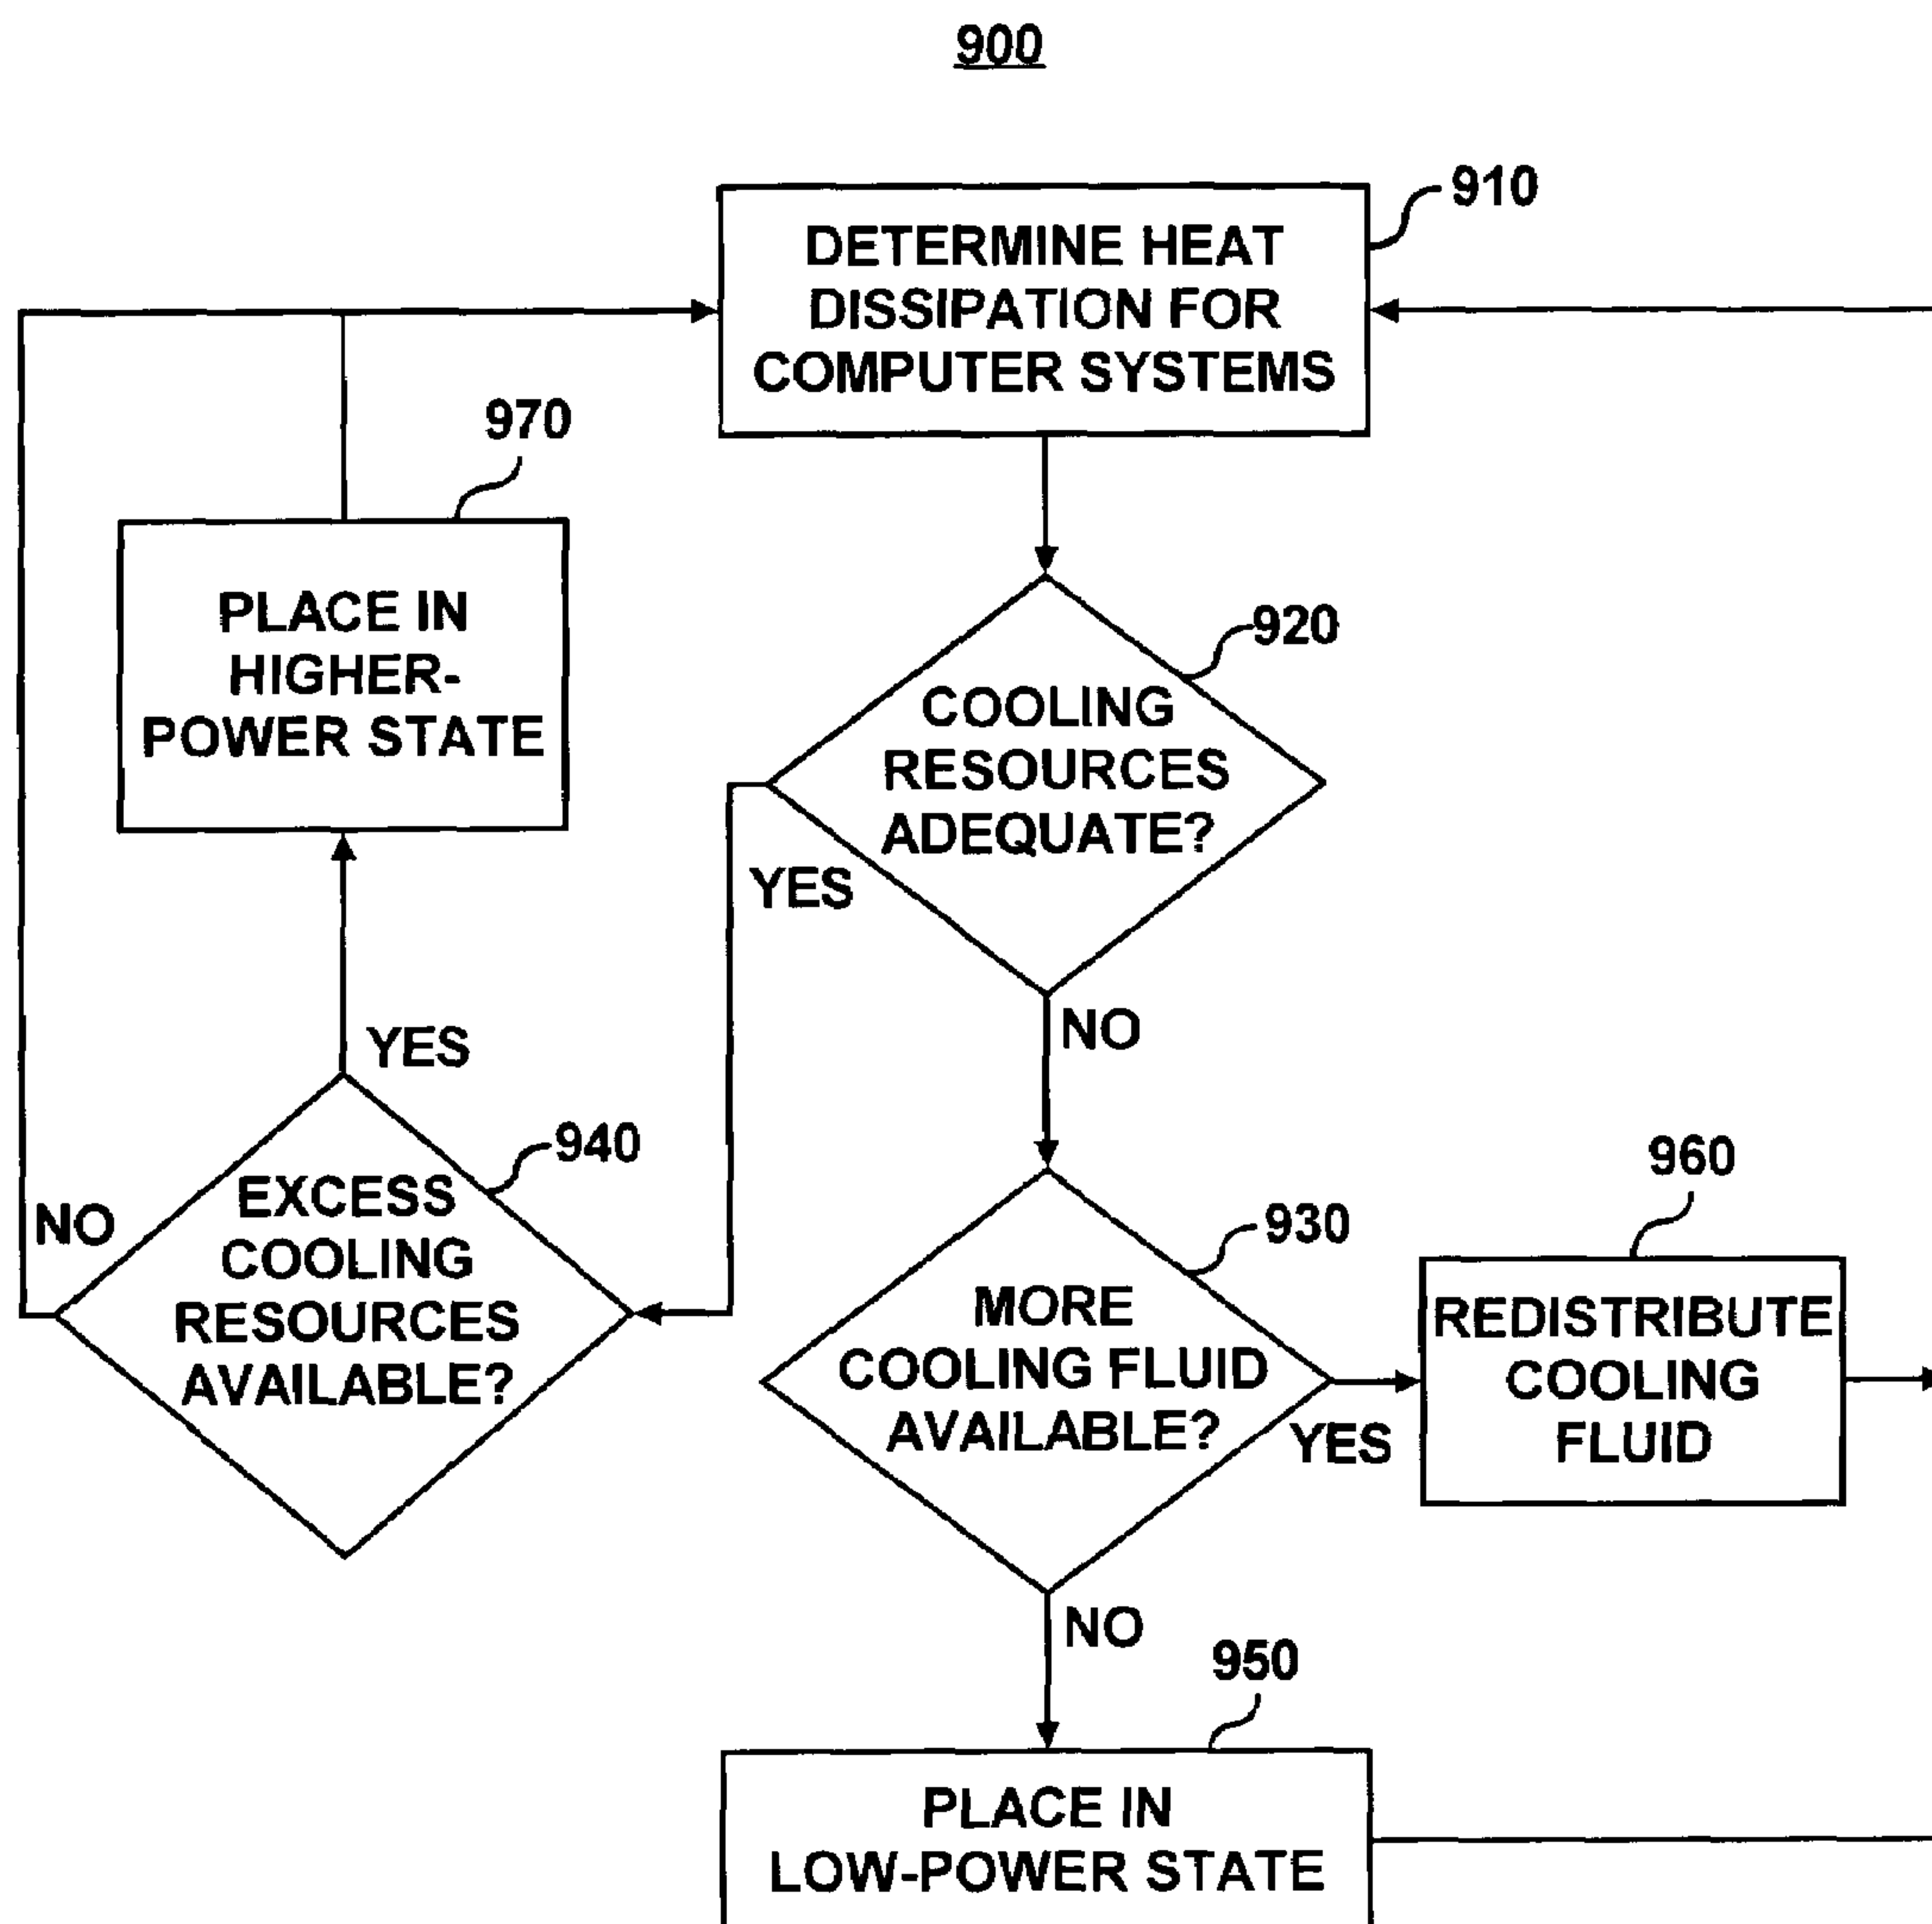 900
910
DETERMINE HEAT
DISSIPATION FOR
COMPUTER SYSTEMS
970
PLACE IN
HIGHER-
POWER STATE
920
COOLING
RESOURCES
ADEQUATE?
YES
NO
YES
940
EXCESS
COOLING
RESOURCES
AVAILABLE?
NO
930
MORE
COOLING FLUID
AVAILABLE?
YES
960
REDISTRIBUTE
COOLING
FLUID
NO
950
PLACE IN
LOW-POWER STATE